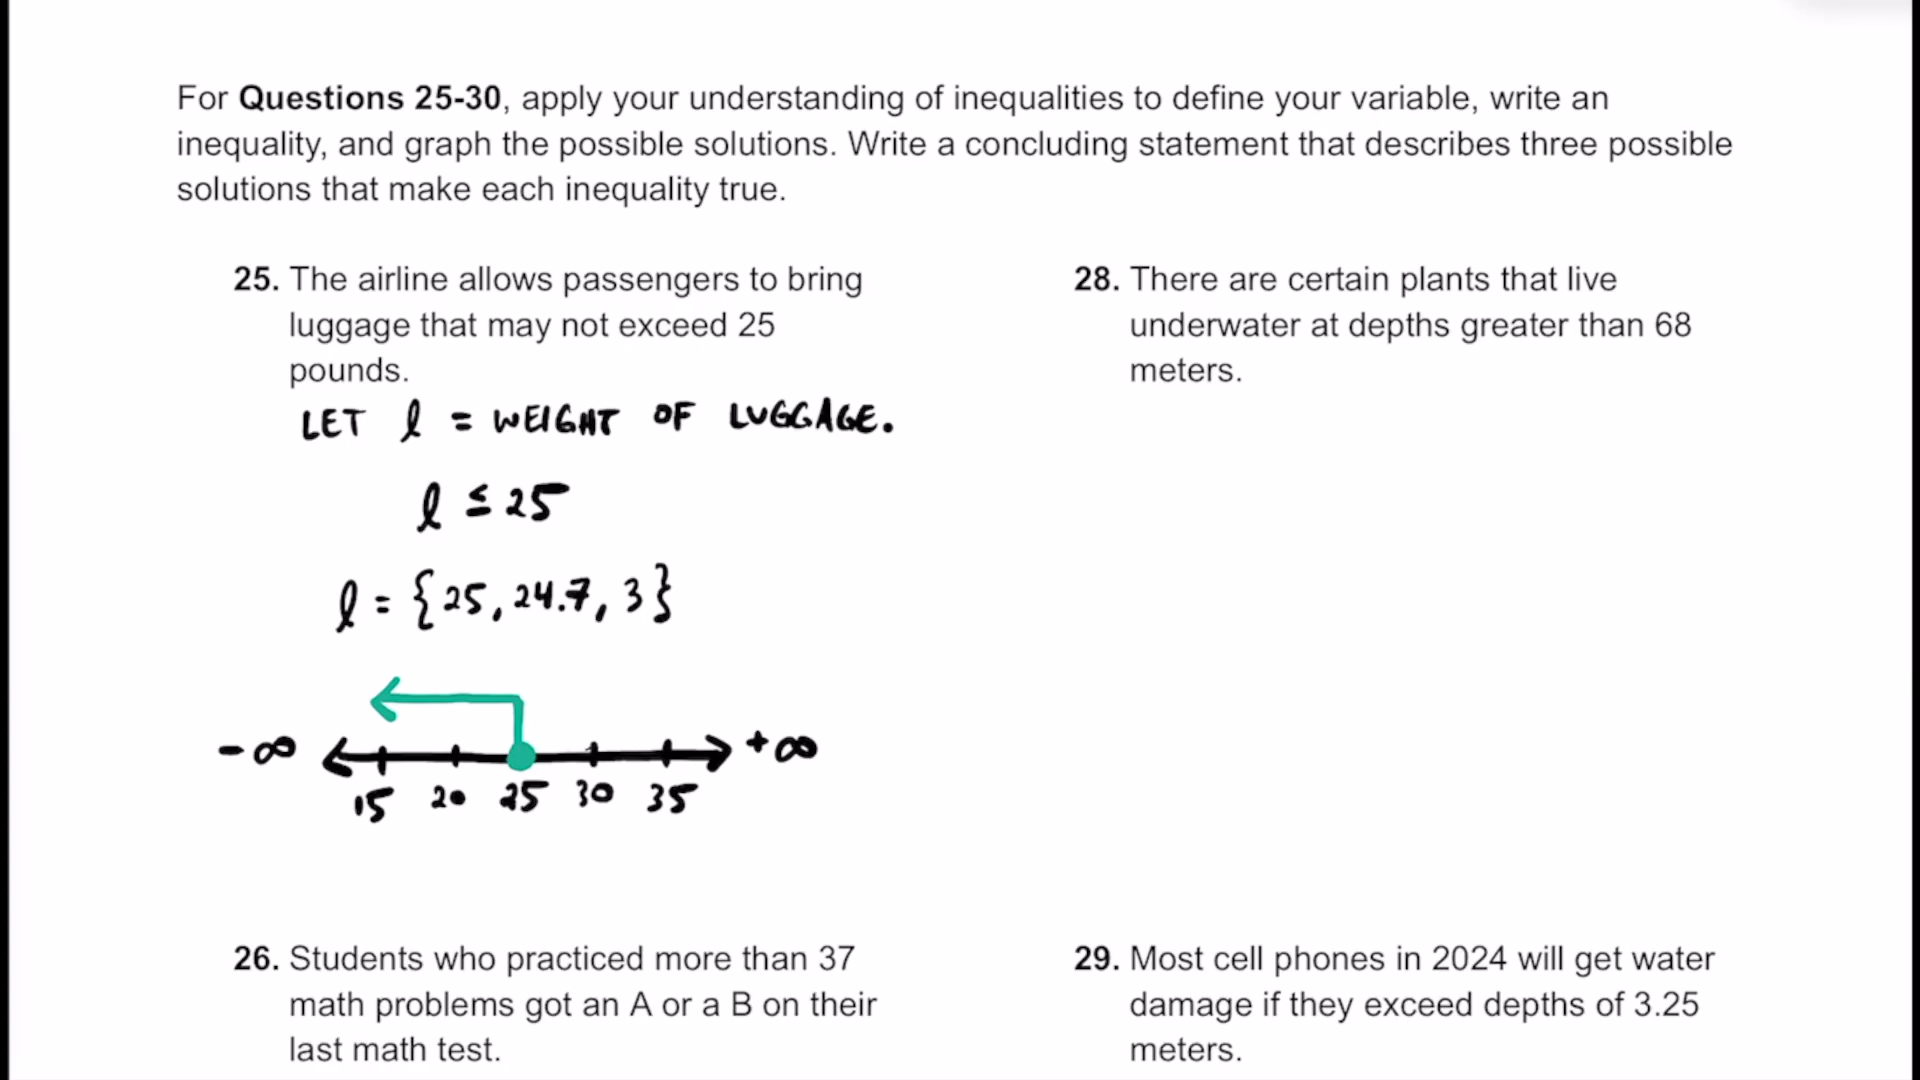 For Questions 25-30, apply your understanding of inequalities to define your variable, write an
inequality, and graph the possible solutions. Write a concluding statement that describes three possible
solutions that make each inequality true.
25. The airline allows passengers to bring
luggage that may not exceed 25
pounds.
LET l = WEIGHT OF LUGGAGE.
l ≤ 25
l = {25, 24.7, 3}
-∞ +∞
15 20 25 30 35
26. Students who practiced more than 37
math problems got an A or a B on their
last math test.
28. There are certain plants that live
underwater at depths greater than 68
meters.
29. Most cell phones in 2024 will get water
damage if they exceed depths of 3.25
meters.